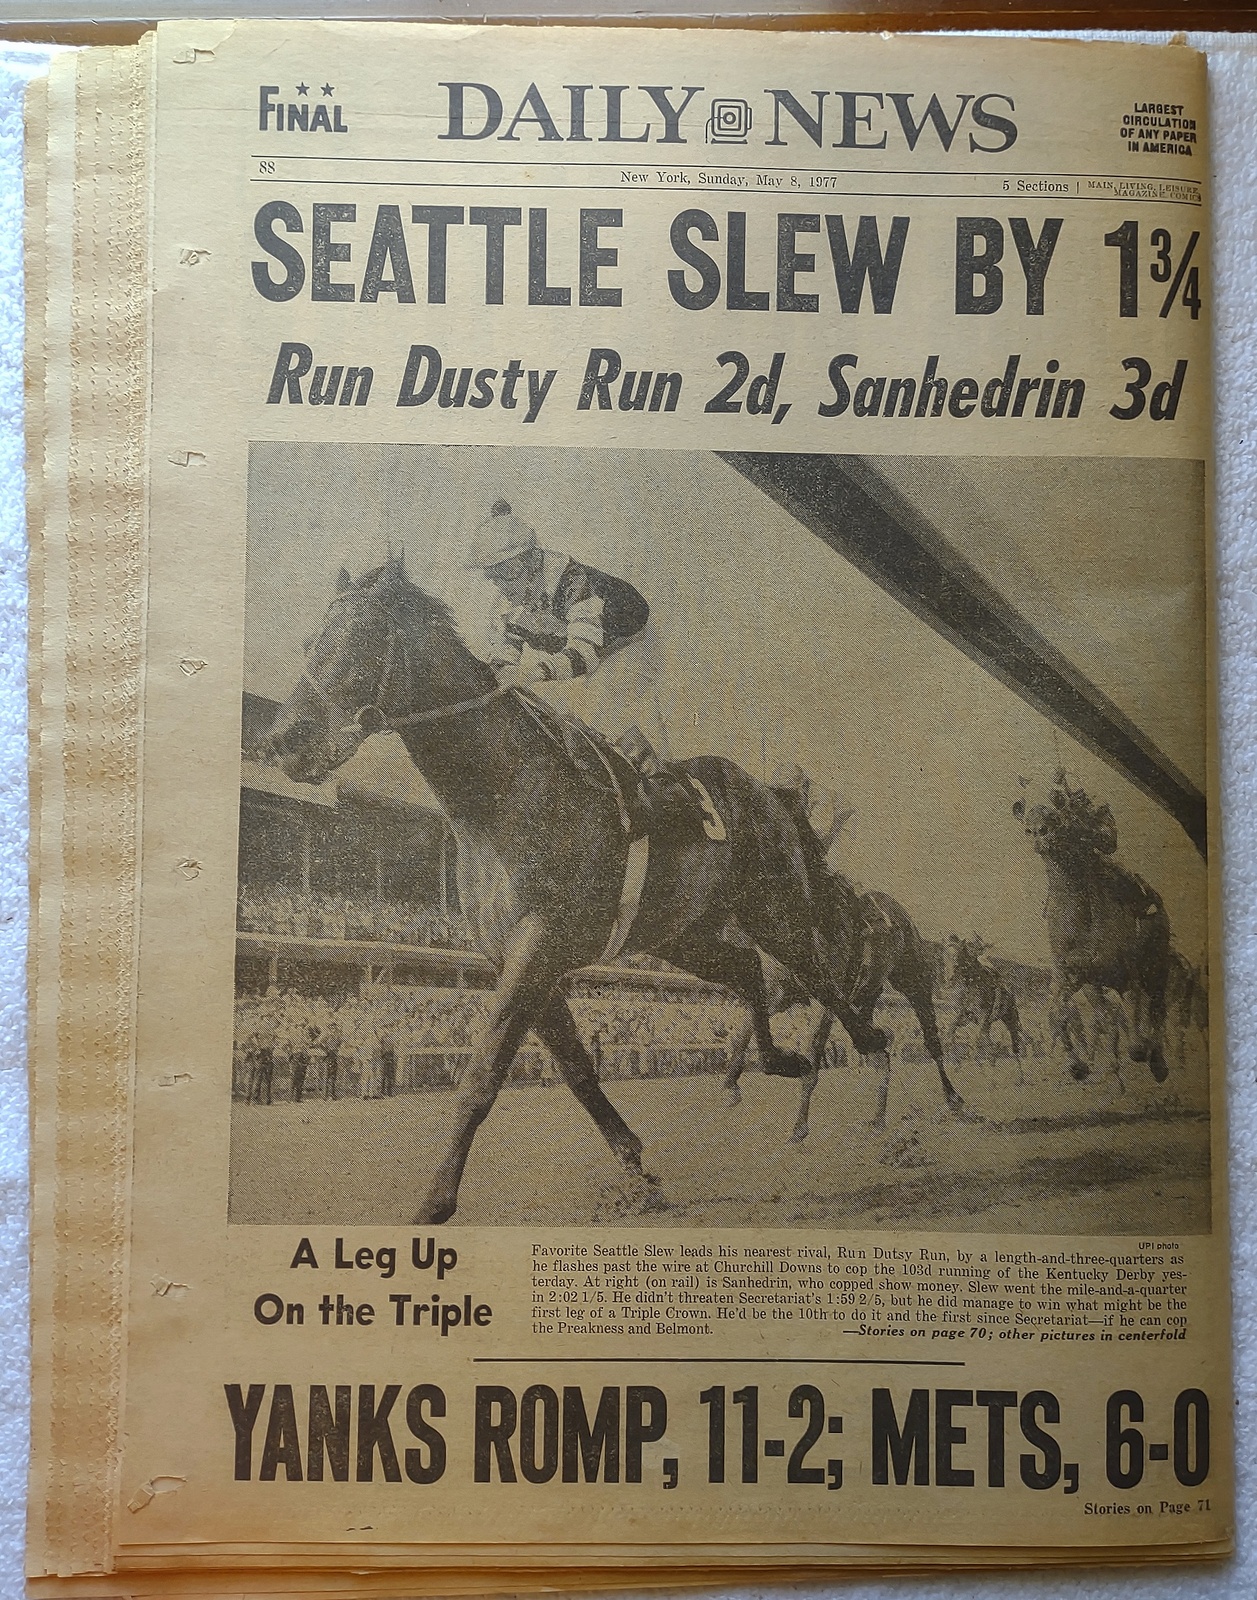 FINAL
DAILY NEWS
LARGEST
CIRCULATION
OF ANY PAPER
IN AMERICA
88
New York, Sunday, May 8, 1977
5 Sections | MAIN, LIVING, LEISURE,
MAGAZINE, COMICS
SEATTLE SLEW BY 1¾
Run Dusty Run 2d, Sanhedrin 3d
3
UPI photo
A Leg Up
On the Triple
Favorite Seattle Slew leads his nearest rival, Run Dutsy Run, by a length-and-three-quarters as
he flashes past the wire at Churchill Downs to cop the 103d running of the Kentucky Derby yes-
terday. At right (on rail) is Sanhedrin, who copped show money. Slew went the mile-and-a-quarter
in 2:02 1/5. He didn't threaten Secretariat's 1:59 2/5, but he did manage to win what might be the
first leg of a Triple Crown. He'd be the 10th to do it and the first since Secretariat—if he can cop
the Preakness and Belmont.
—Stories on page 70; other pictures in centerfold
YANKS ROMP, 11-2; METS, 6-0
Stories on Page 71